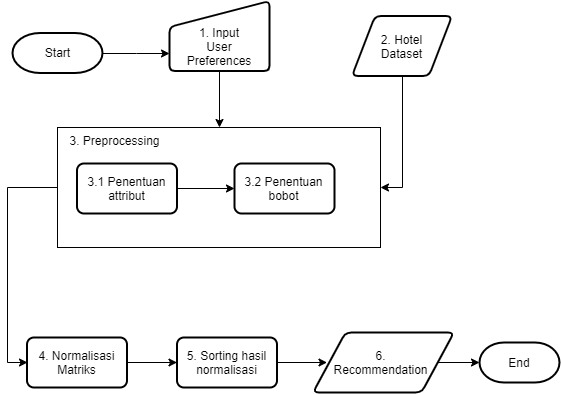 Start
1. Input
User
Preferences
2. Hotel
Dataset
3. Preprocessing
3.1 Penentuan
attribut
3.2 Penentuan
bobot
4. Normalisasi
Matriks
5. Sorting hasil
normalisasi
6.
Recommendation
End